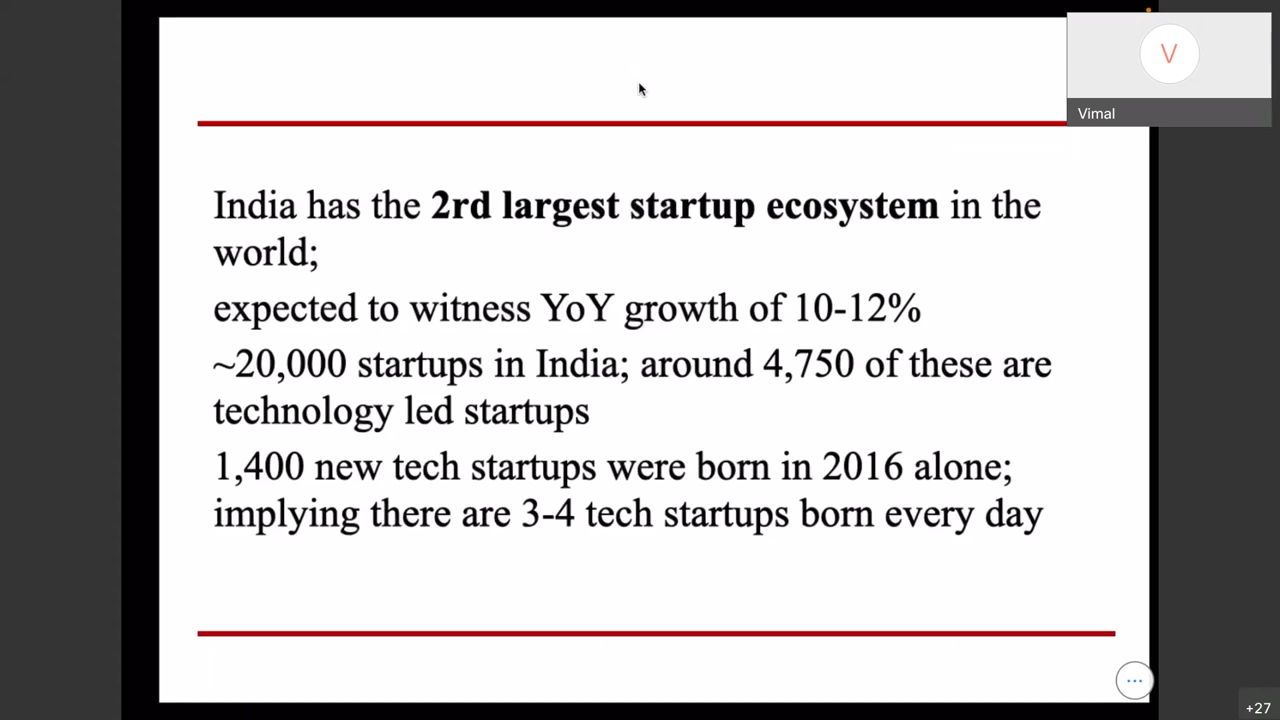 V
Vimal
India has the 2rd largest startup ecosystem in the
world;
expected to witness YoY growth of 10-12%
~20,000 startups in India; around 4,750 of these are
technology led startups
1,400 new tech startups were born in 2016 alone;
implying there are 3-4 tech startups born every day
+27